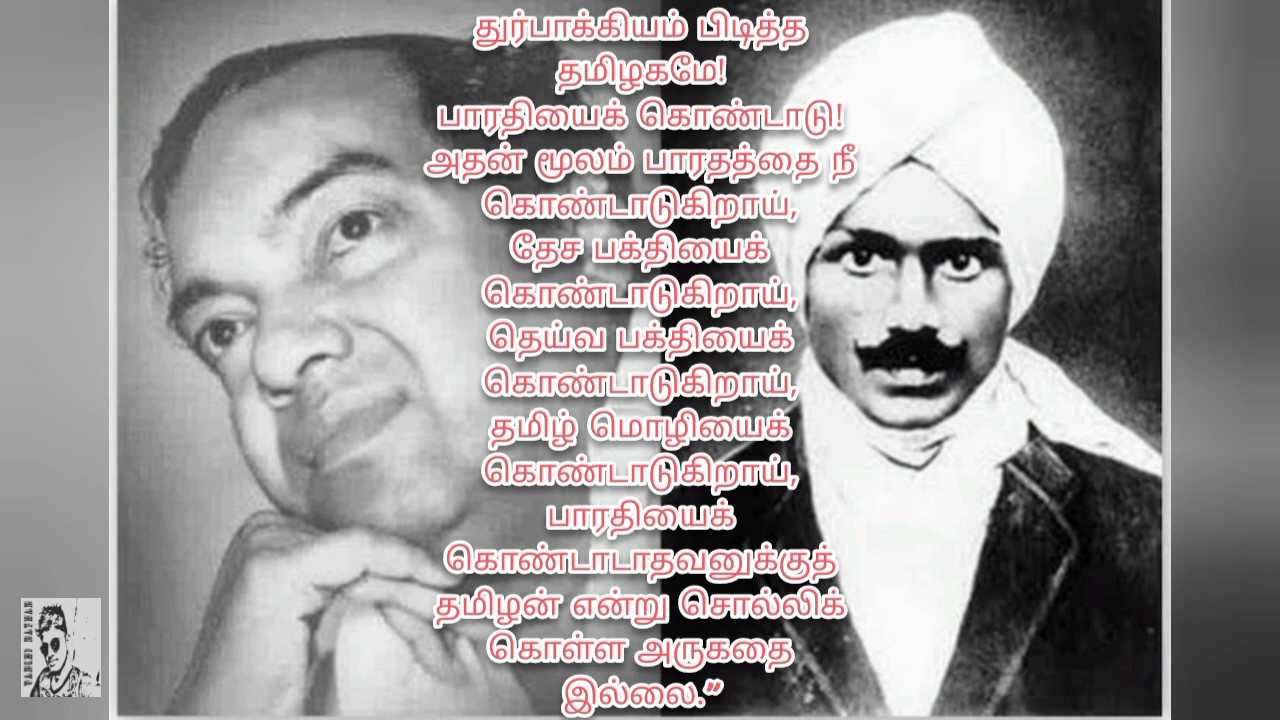 துர்பாக்கியம் பிடித்த
தமிழகமே!
பாரதியைக் கொண்டாடு!
அதன் மூலம் பாரதத்தை நீ
கொண்டாடுகிறாய்,
தேச பக்தியைக்
கொண்டாடுகிறாய்,
தெய்வ பக்தியைக்
கொண்டாடுகிறாய்,
தமிழ் மொழியைக்
கொண்டாடுகிறாய்,
பாரதியைக்
கொண்டாடாதவனுக்குத்
தமிழன் என்று சொல்லிக்
கொள்ள அருகதை
இல்லை.”